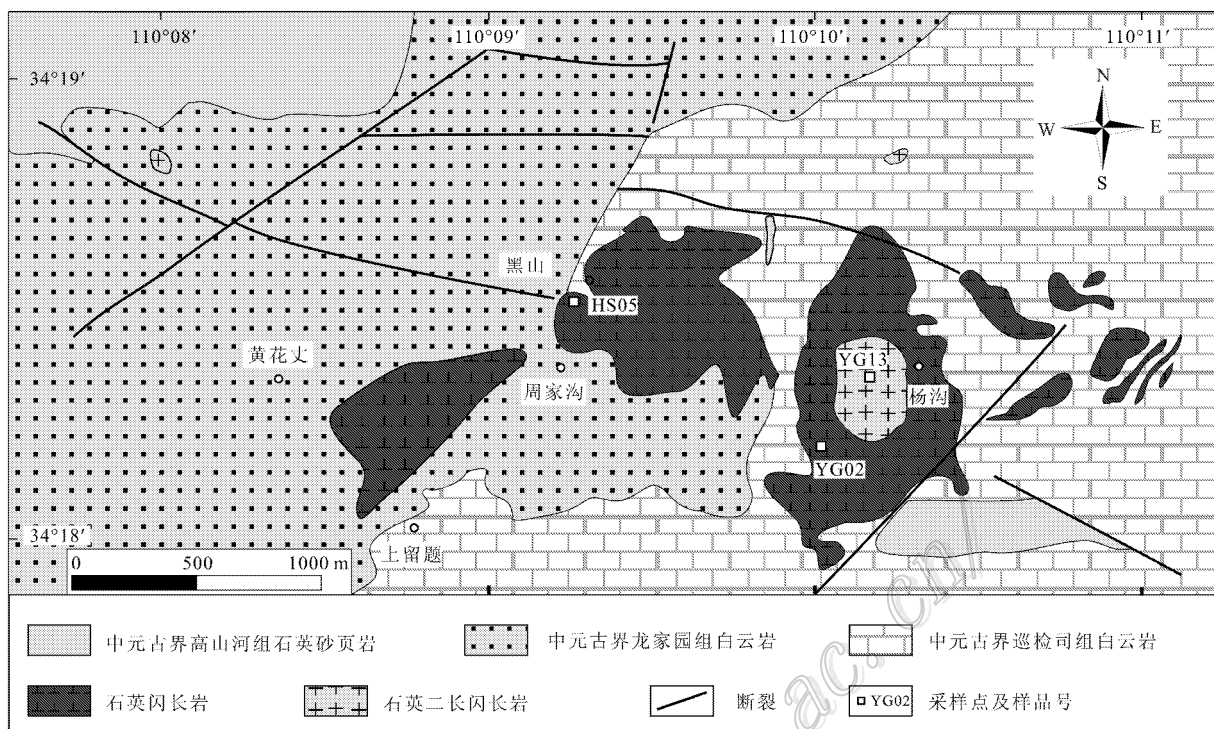 110°08′ 110°09′ 110°10′ 110°11′
34°19′
N
W E
S
黑山
HS05
黄花丈
周家沟
YG13
杨沟
YG02
34°18′
上留题
0 500 1000 m
中元古界高山河组石英砂页岩 中元古界龙家园组白云岩 中元古界巡检司组白云岩
石英闪长岩 石英二长闪长岩 断裂 YG02 采样点及样品号
ac.cn/